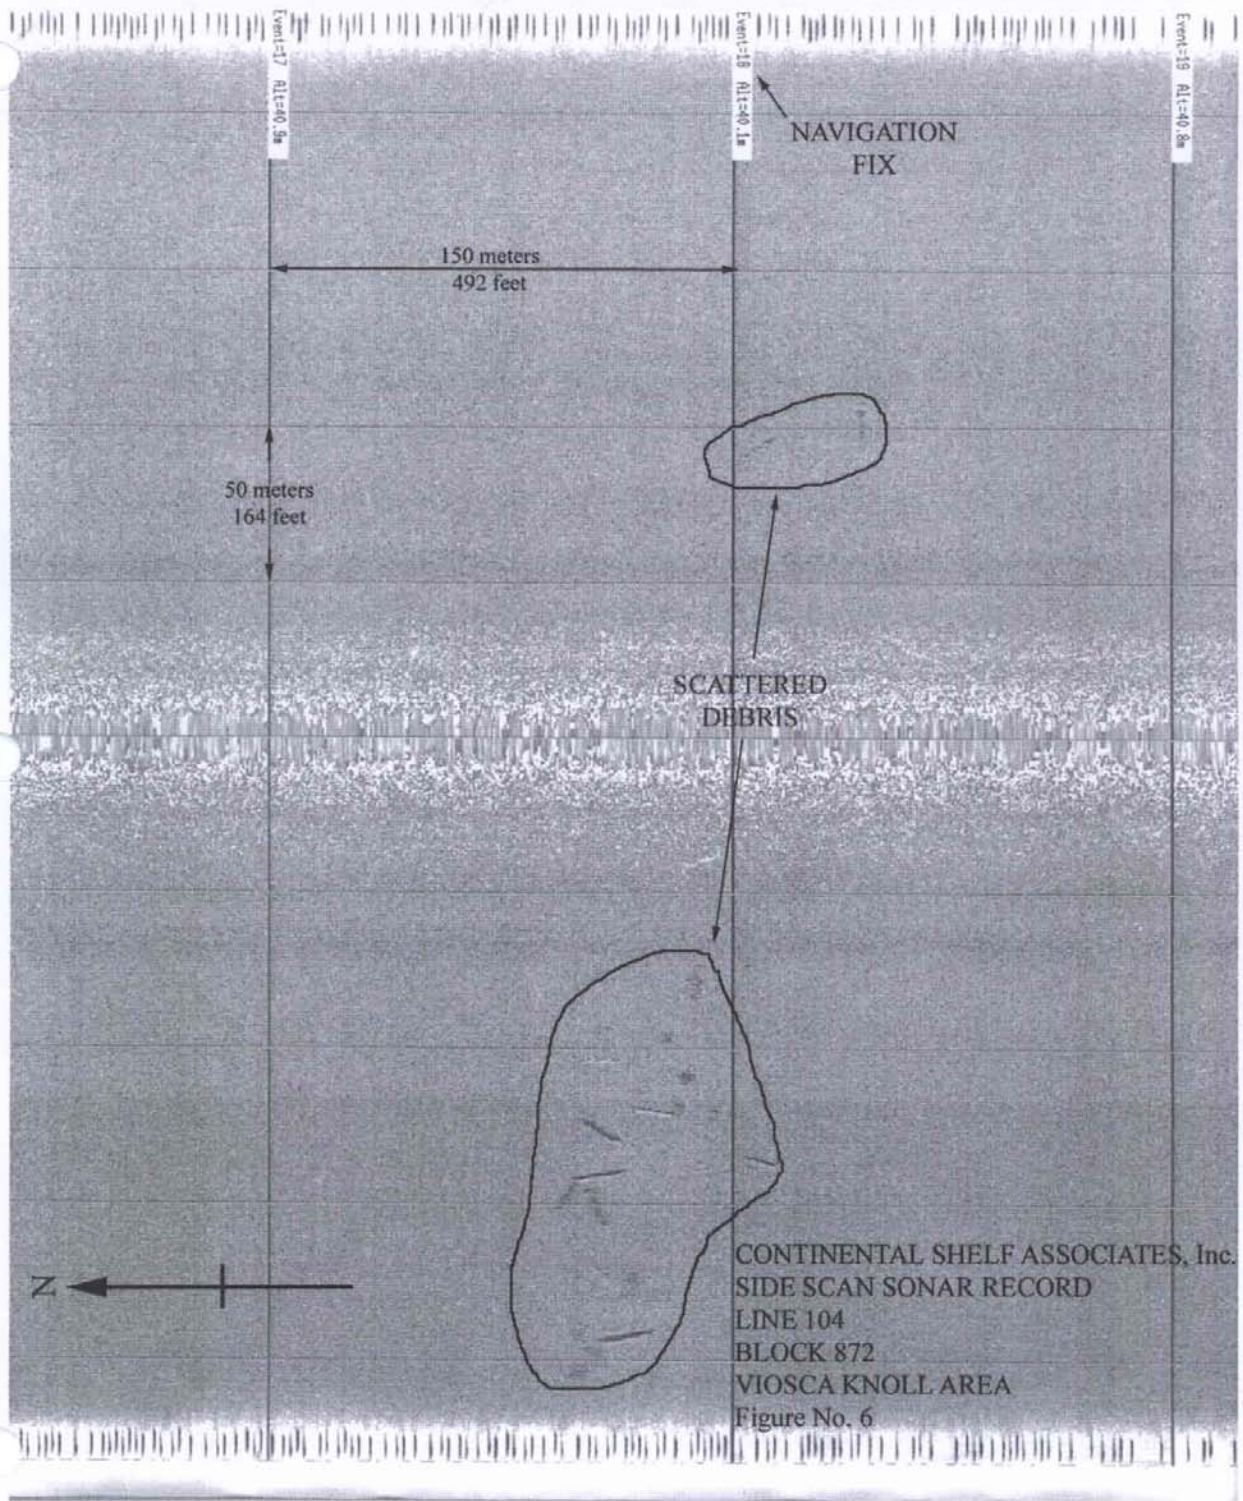 Event=17 Alt=40.9m
Event=18 Alt=40.1m
Event=19 Alt=40.8m
NAVIGATION
FIX
150 meters
492 feet
50 meters
164 feet
SCATTERED
DEBRIS
N
CONTINENTAL SHELF ASSOCIATES, Inc.
SIDE SCAN SONAR RECORD
LINE 104
BLOCK 872
VIOSCA KNOLL AREA
Figure No. 6